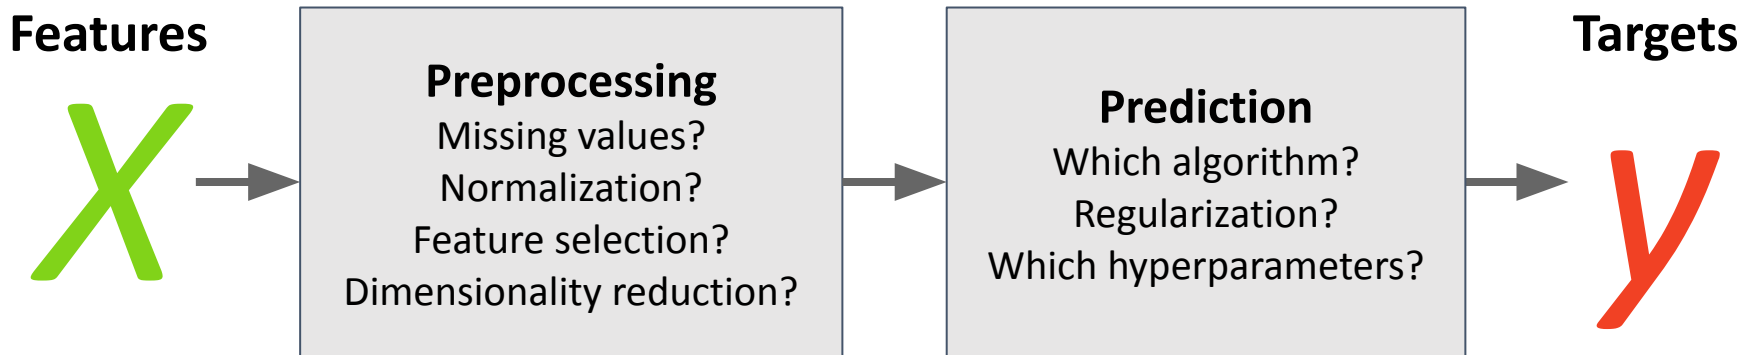 Features
X
Preprocessing
Missing values?
Normalization?
Feature selection?
Dimensionality reduction?
Prediction
Which algorithm?
Regularization?
Which hyperparameters?
Targets
y